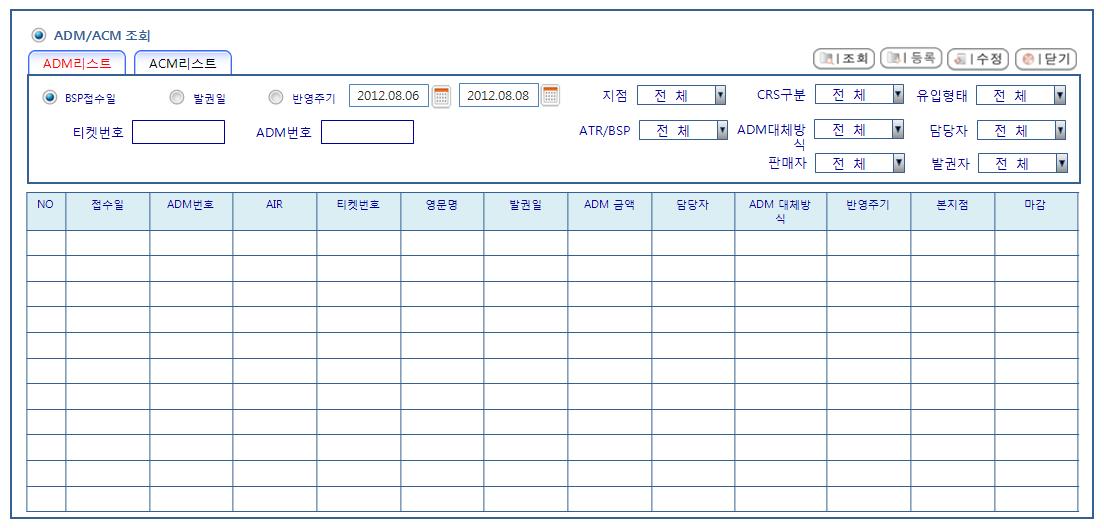 ADM/ACM 조회
ADM리스트 ACM리스트 조회 등록 수정 닫기
BSP접수일 발권일 반영주기 2012.08.06 2012.08.08 지점 전 체 CRS구분 전 체 유입형태 전 체
티켓번호 ADM번호 ATR/BSP 전 체 ADM대체방 전 체 담당자 전 체
식
판매자 전 체 발권자 전 체
NO 접수일 ADM번호 AIR 티켓번호 영문명 발권일 ADM 금액 담당자 ADM 대체방 반영주기 본지점 마감
식